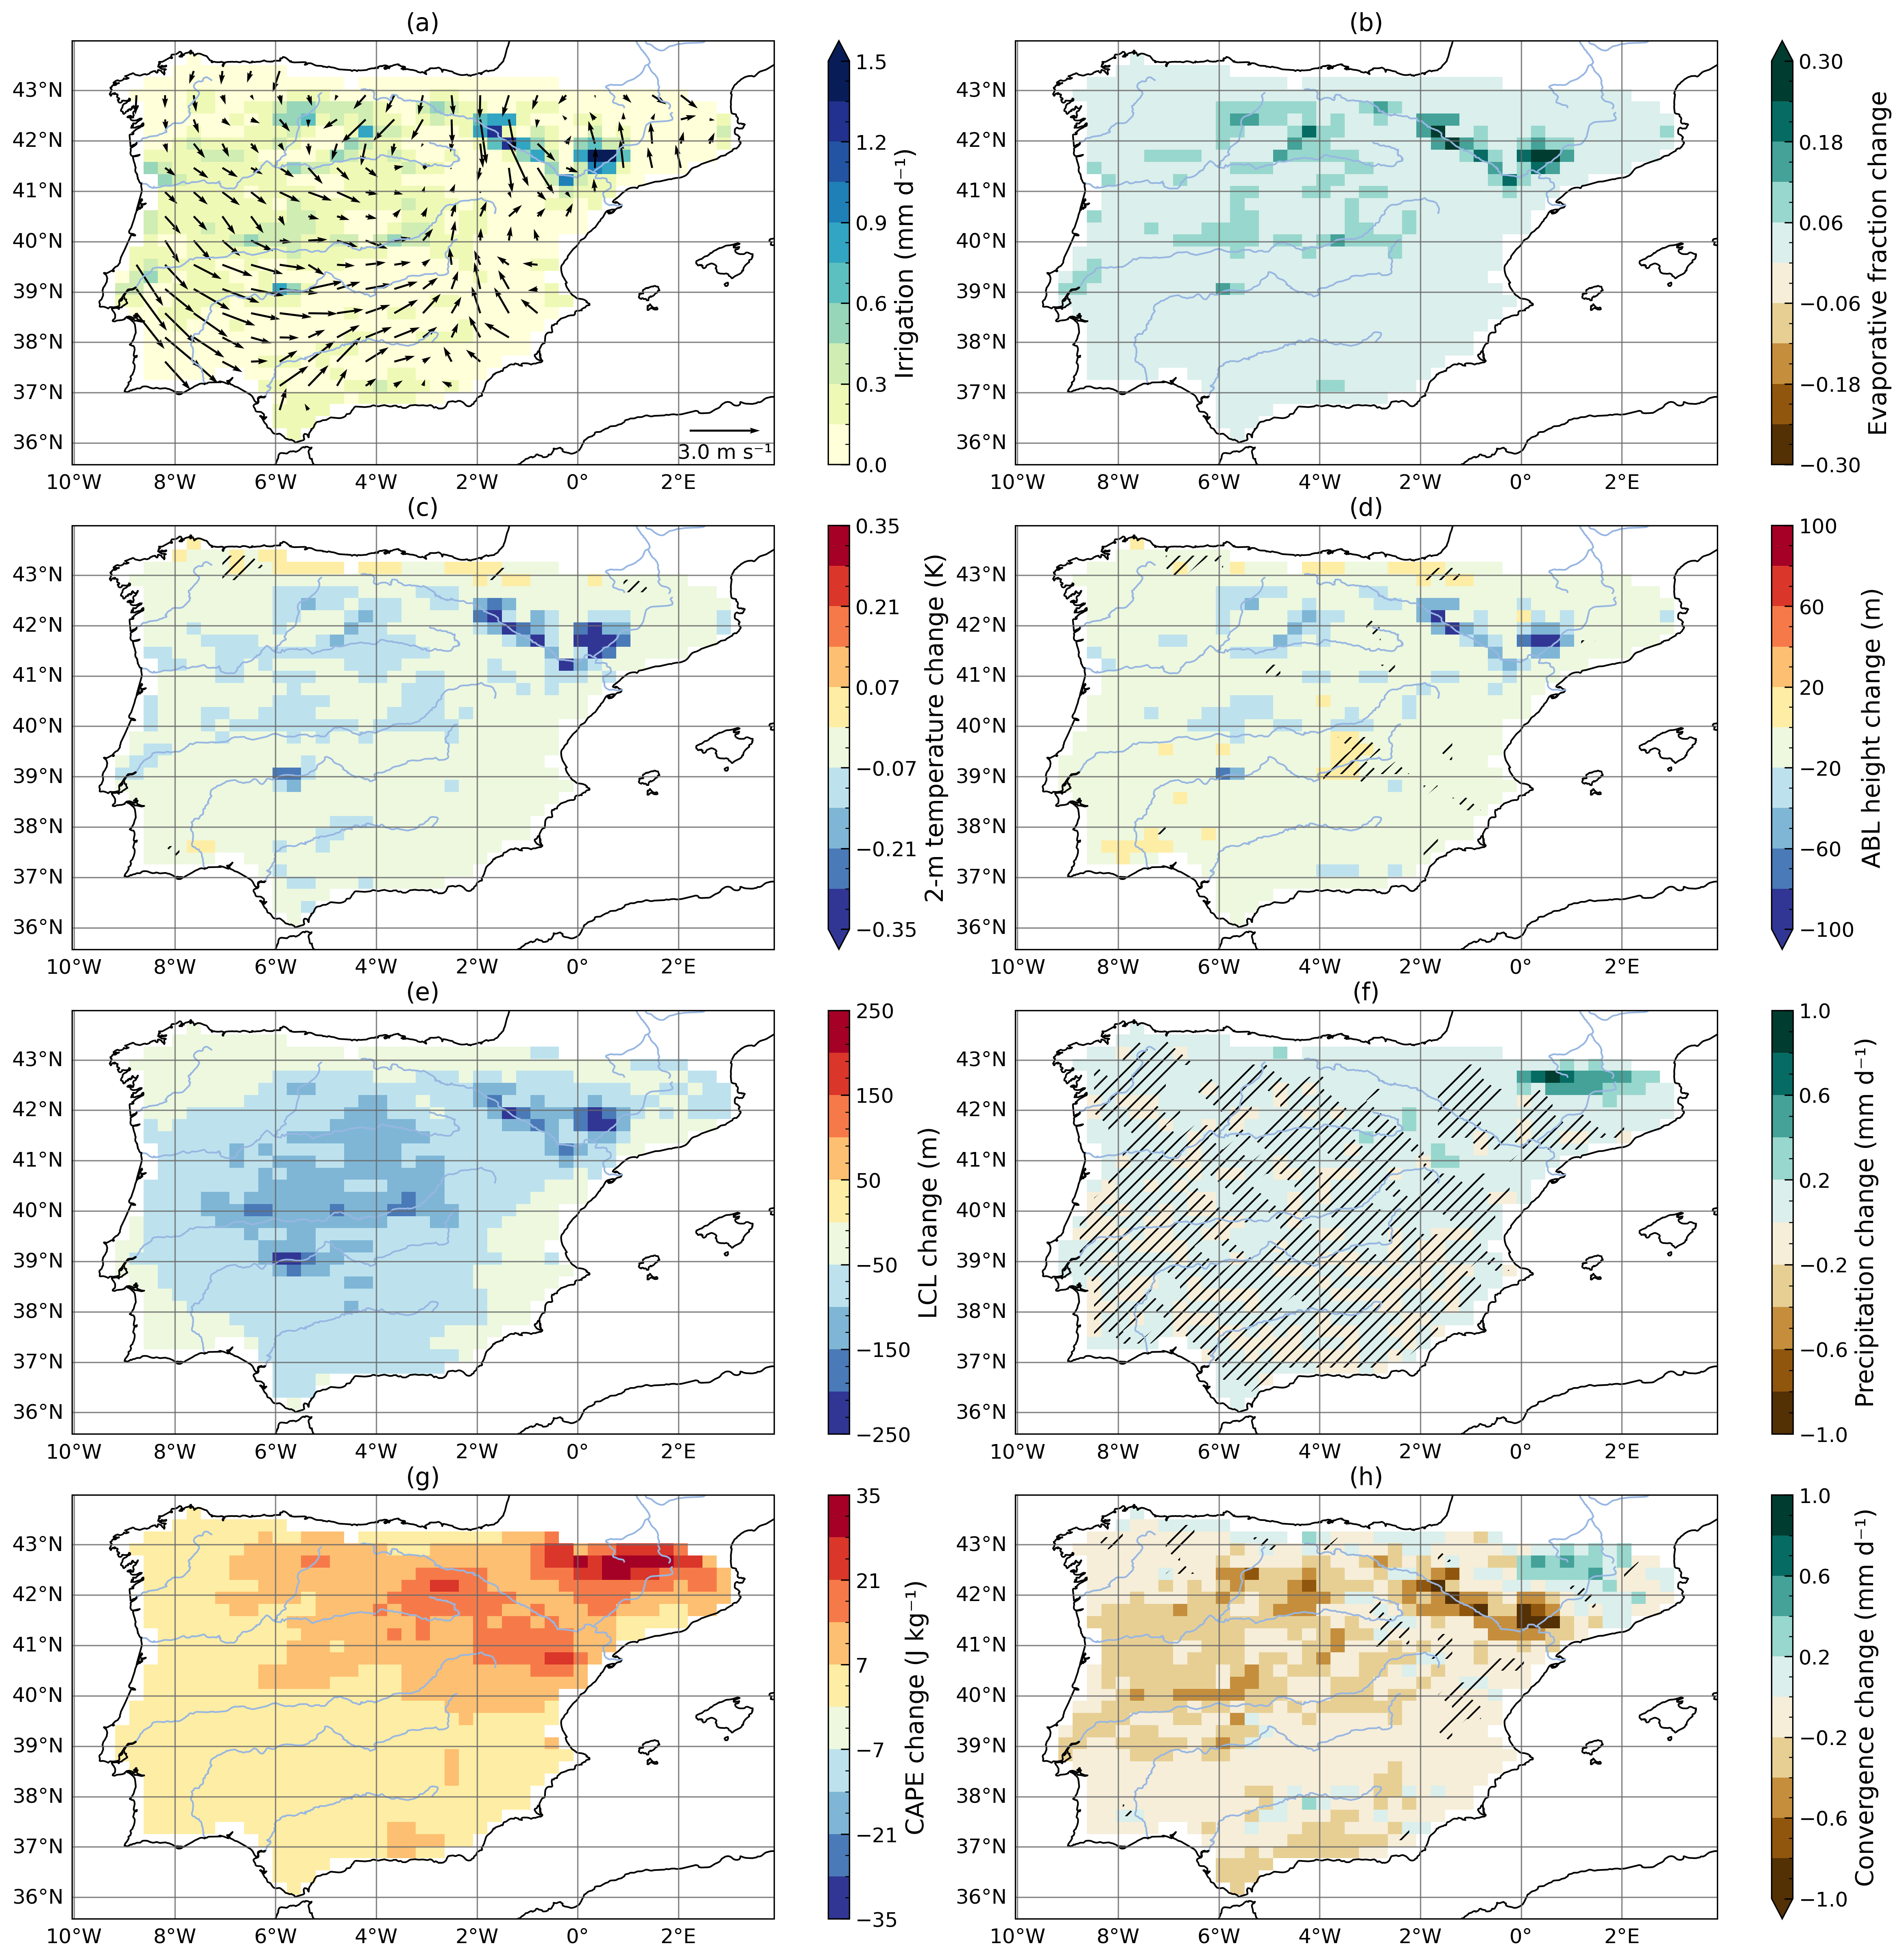 (a)
43°N
42°N
41°N
40°N
39°N
38°N
37°N
36°N
10°W 8°W 6°W 4°W 2°W 0° 2°E
3.0 m s⁻¹
1.5
1.2
0.9
0.6
0.3
0.0
Irrigation (mm d⁻¹)
(b)
43°N
42°N
41°N
40°N
39°N
38°N
37°N
36°N
10°W 8°W 6°W 4°W 2°W 0° 2°E
0.30
0.18
0.06
−0.06
−0.18
−0.30
Evaporative fraction change
(c)
43°N
42°N
41°N
40°N
39°N
38°N
37°N
36°N
10°W 8°W 6°W 4°W 2°W 0° 2°E
0.35
0.21
0.07
−0.07
−0.21
−0.35
2-m temperature change (K)
(d)
43°N
42°N
41°N
40°N
39°N
38°N
37°N
36°N
10°W 8°W 6°W 4°W 2°W 0° 2°E
100
60
20
−20
−60
−100
ABL height change (m)
(e)
43°N
42°N
41°N
40°N
39°N
38°N
37°N
36°N
10°W 8°W 6°W 4°W 2°W 0° 2°E
250
150
50
−50
−150
−250
LCL change (m)
(f)
43°N
42°N
41°N
40°N
39°N
38°N
37°N
36°N
10°W 8°W 6°W 4°W 2°W 0° 2°E
1.0
0.6
0.2
−0.2
−0.6
−1.0
Precipitation change (mm d⁻¹)
(g)
43°N
42°N
41°N
40°N
39°N
38°N
37°N
36°N
10°W 8°W 6°W 4°W 2°W 0° 2°E
35
21
7
−7
−21
−35
CAPE change (J kg⁻¹)
(h)
43°N
42°N
41°N
40°N
39°N
38°N
37°N
36°N
10°W 8°W 6°W 4°W 2°W 0° 2°E
1.0
0.6
0.2
−0.2
−0.6
−1.0
Convergence change (mm d⁻¹)